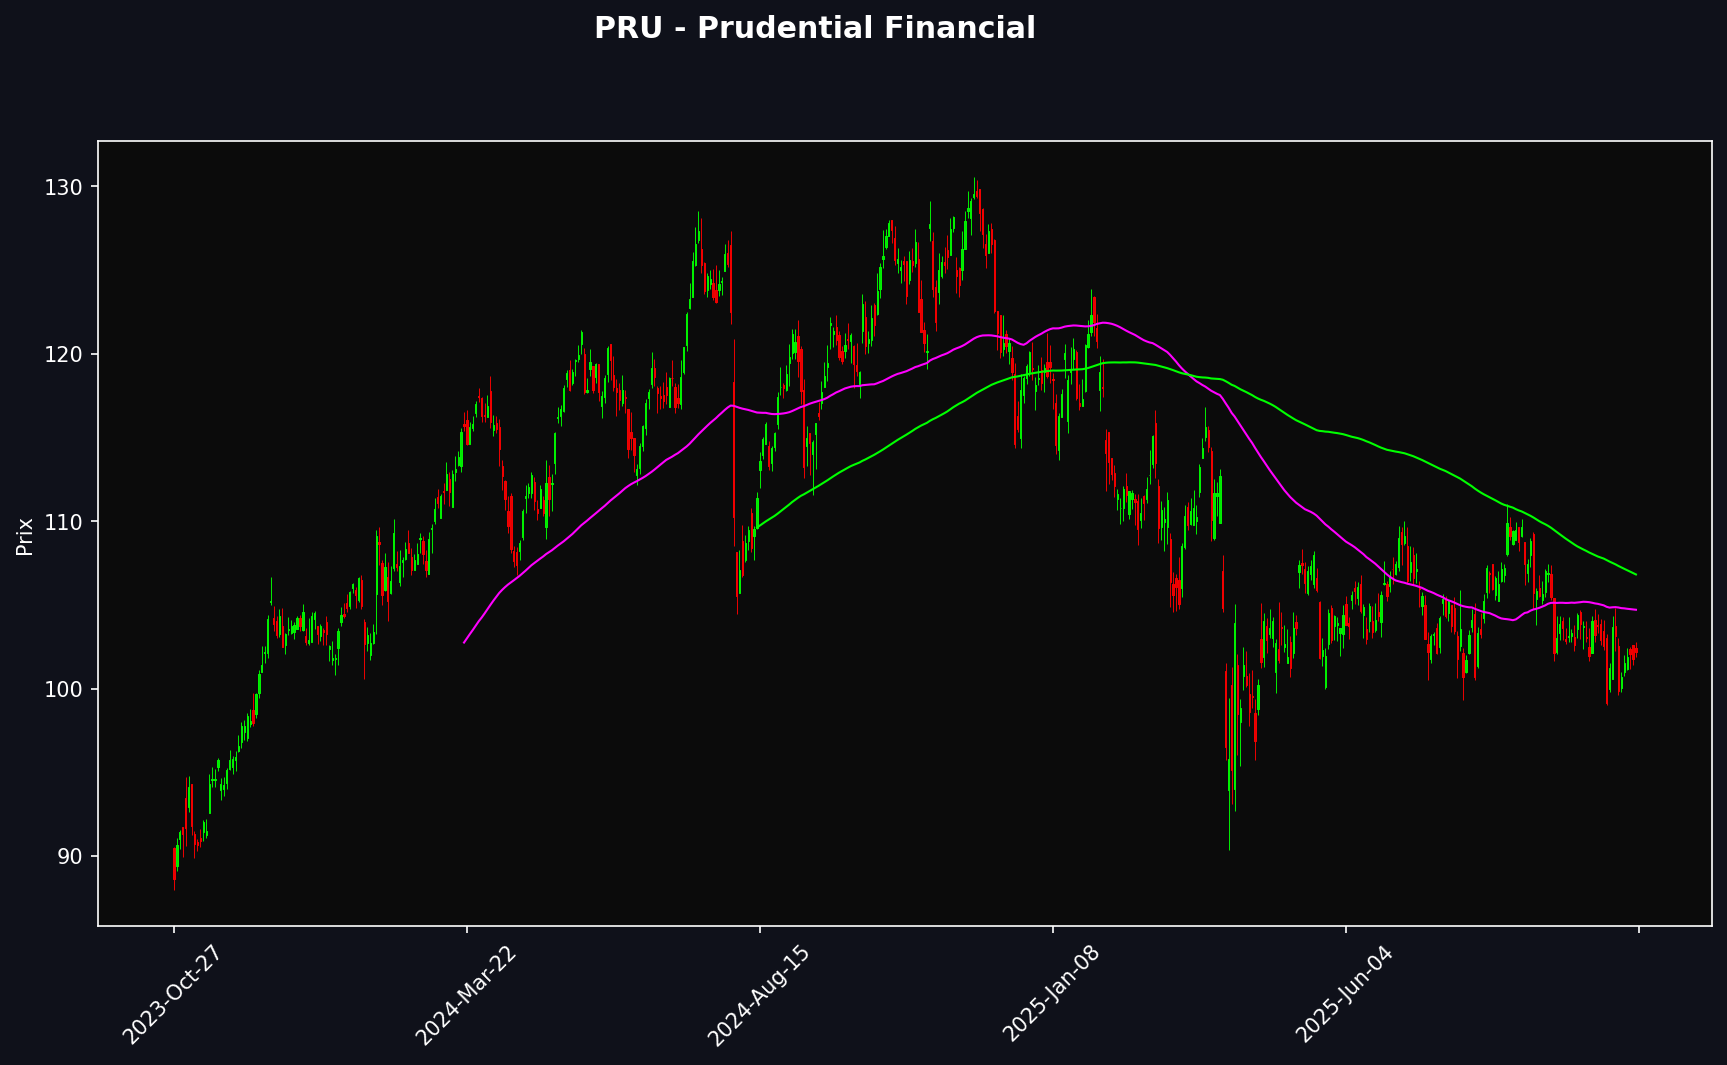 PRU - Prudential Financial
Prix
130
120
110
100
90
2023-Oct-27
2024-Mar-22
2024-Aug-15
2025-Jan-08
2025-Jun-04